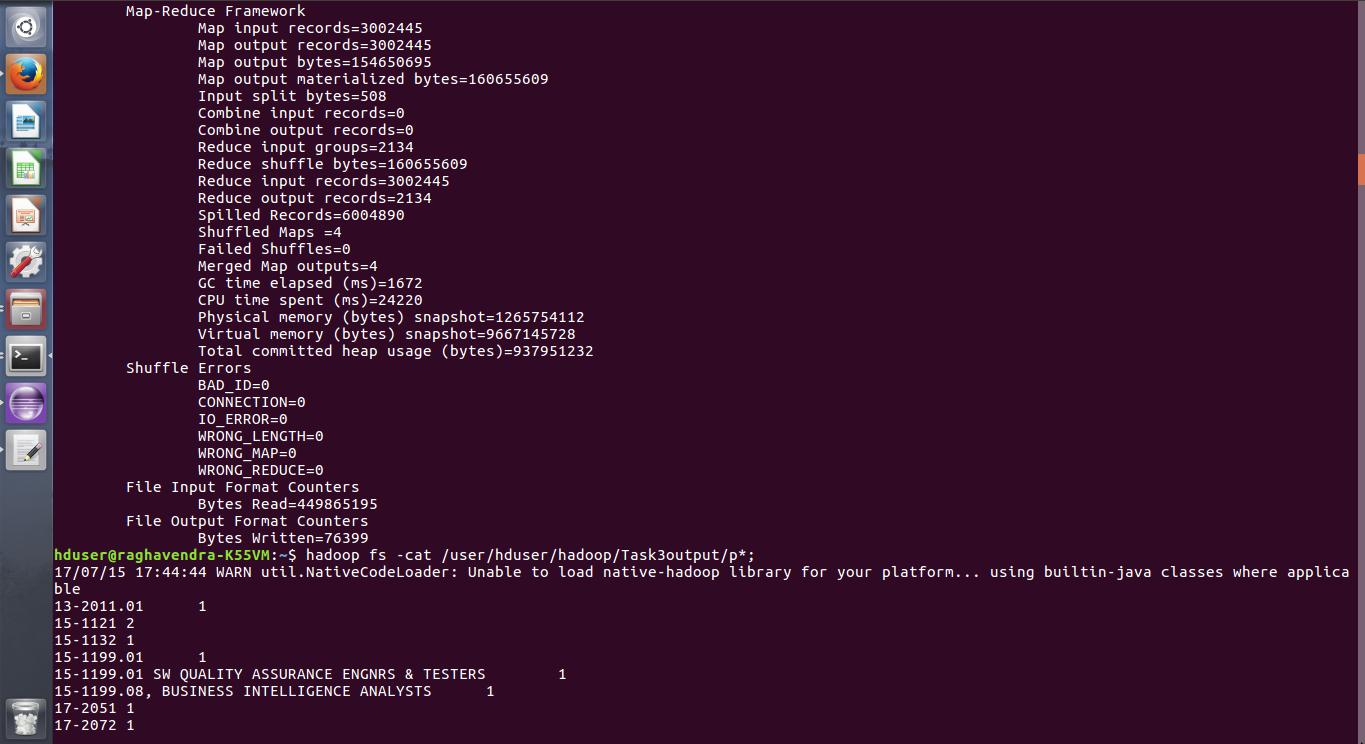 Map-Reduce Framework
Map input records=3002445
Map output records=3002445
Map output bytes=154650695
Map output materialized bytes=160655609
Input split bytes=508
Combine input records=0
Combine output records=0
Reduce input groups=2134
Reduce shuffle bytes=160655609
Reduce input records=3002445
Reduce output records=2134
Spilled Records=6004890
Shuffled Maps =4
Failed Shuffles=0
Merged Map outputs=4
GC time elapsed (ms)=1672
CPU time spent (ms)=24220
Physical memory (bytes) snapshot=1265754112
Virtual memory (bytes) snapshot=9667145728
Total committed heap usage (bytes)=937951232
Shuffle Errors
BAD_ID=0
CONNECTION=0
IO_ERROR=0
WRONG_LENGTH=0
WRONG_MAP=0
WRONG_REDUCE=0
File Input Format Counters
Bytes Read=449865195
File Output Format Counters
Bytes Written=76399
hduser@raghavendra-K55VM:~$ hadoop fs -cat /user/hduser/hadoop/Task3output/p*;
17/07/15 17:44:44 WARN util.NativeCodeLoader: Unable to load native-hadoop library for your platform... using builtin-java classes where applica
ble
13-2011.01 1
15-1121 2
15-1132 1
15-1199.01 1
15-1199.01 SW QUALITY ASSURANCE ENGNRS & TESTERS 1
15-1199.08, BUSINESS INTELLIGENCE ANALYSTS 1
17-2051 1
17-2072 1